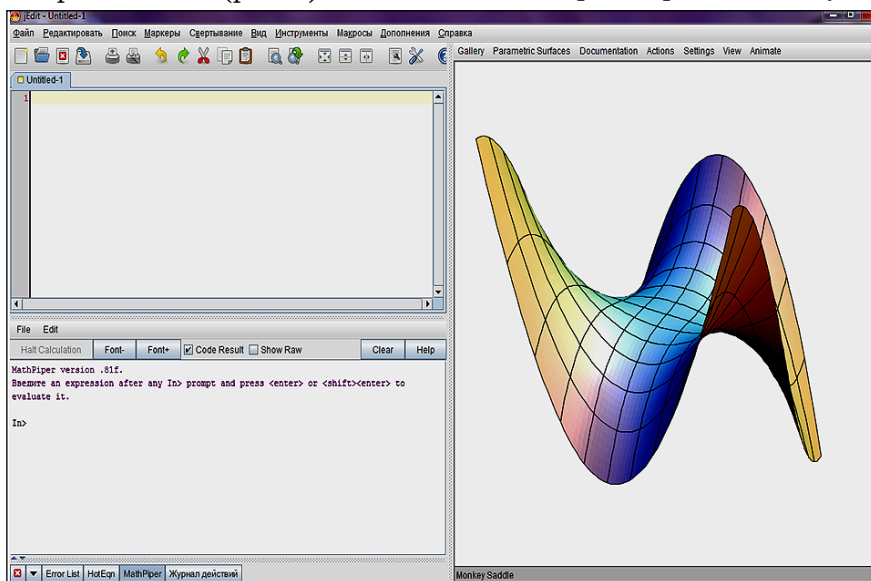 jEdit - Untitled-1
Файл Редактировать Поиск Маркеры Свертывание Вид Инструменты Макросы Дополнения Справка
Gallery Parametric Surfaces Documentation Actions Settings View Animate
Untitled-1
1
File Edit
Halt Calculation Font- Font+ Code Result Show Raw Clear Help
MathPiper version .81f.
Введите an expression after any In> prompt and press <enter> or <shift><enter> to
evaluate it.
In>
Error List HotEqn MathPiper Журнал действий
Monkey Saddle